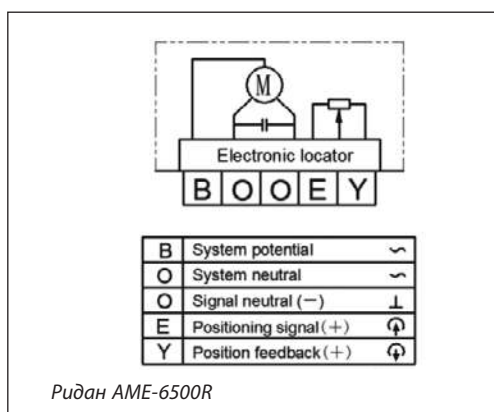 M
Electronic locator
B O O E Y
B System potential ~
O System neutral ~
O Signal neutral (—) ⊥
E Positioning signal (+)
Y Position feedback (+)
Ридан AME-6500R